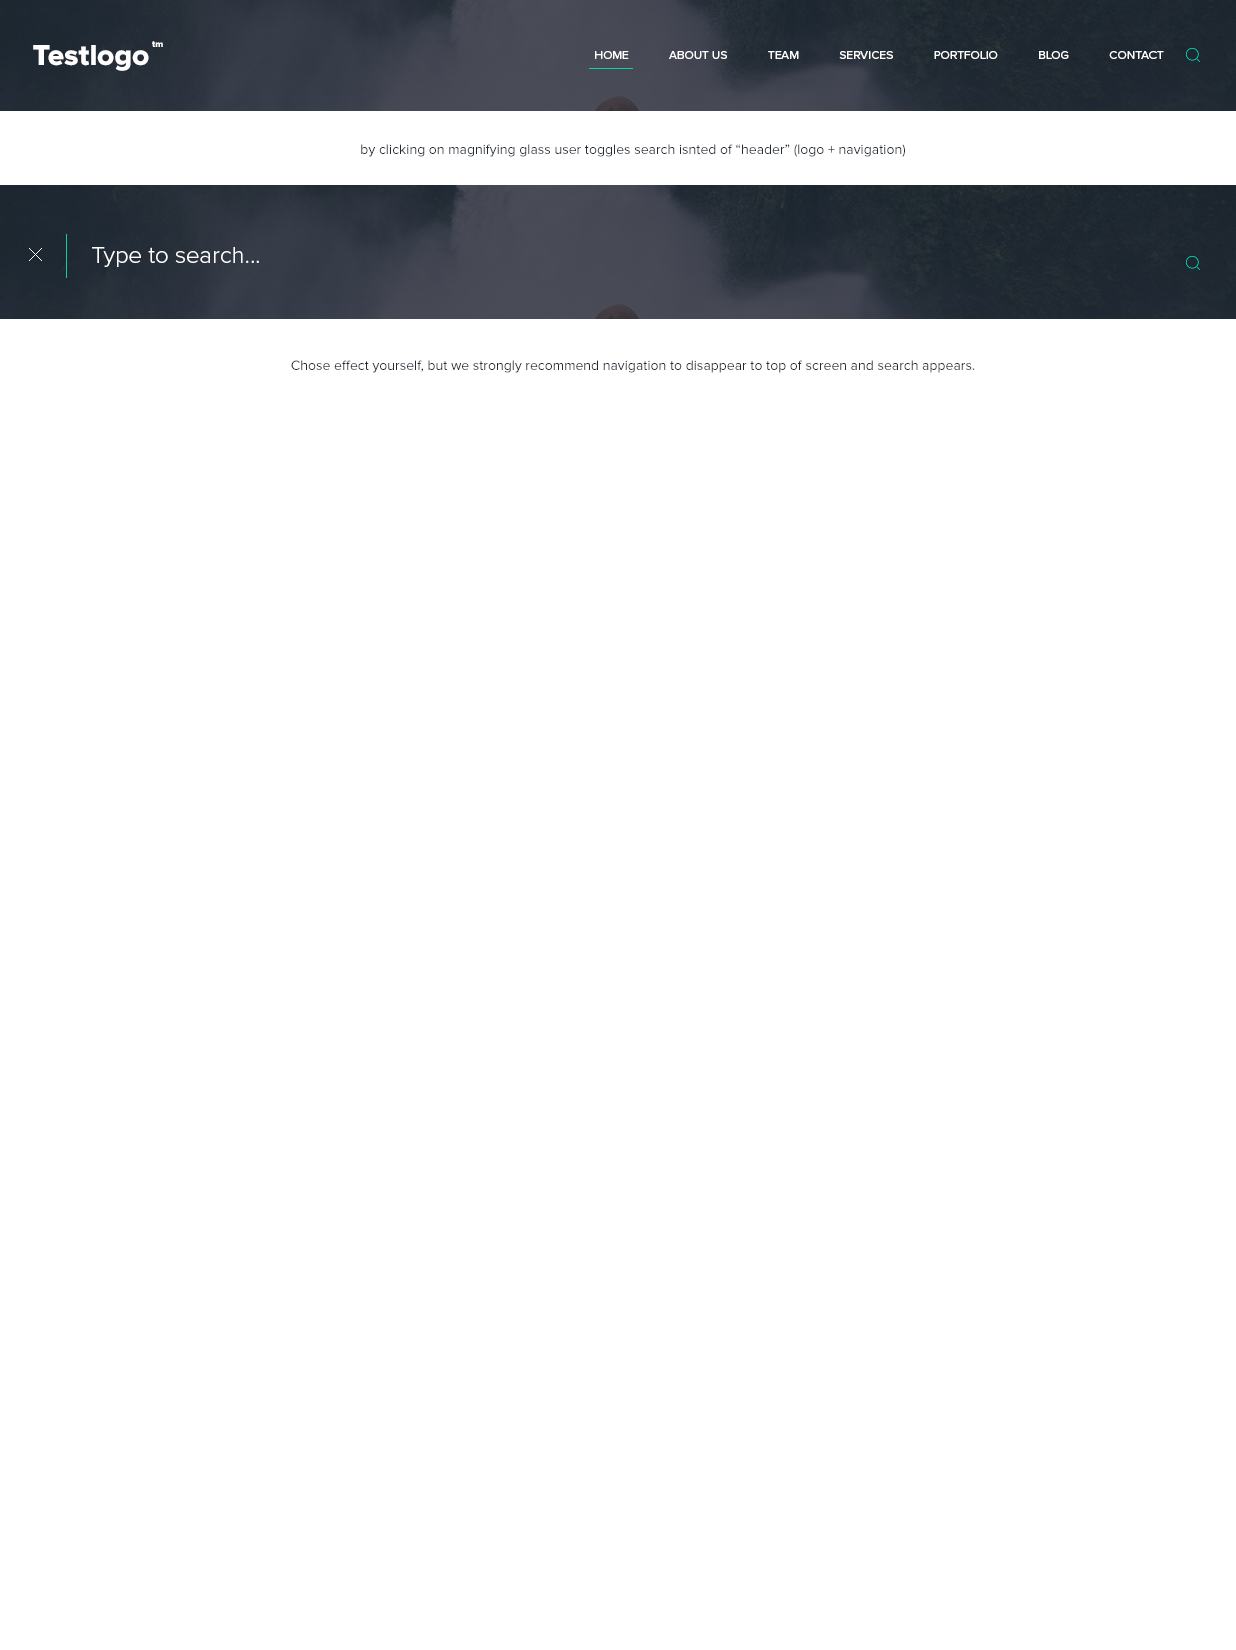 Testlogo tm
HOME ABOUT US TEAM SERVICES PORTFOLIO BLOG CONTACT
by clicking on magnifying glass user toggles search isnted of “header” (logo + navigation)
Type to search...
Chose effect yourself, but we strongly recommend navigation to disappear to top of screen and search appears.